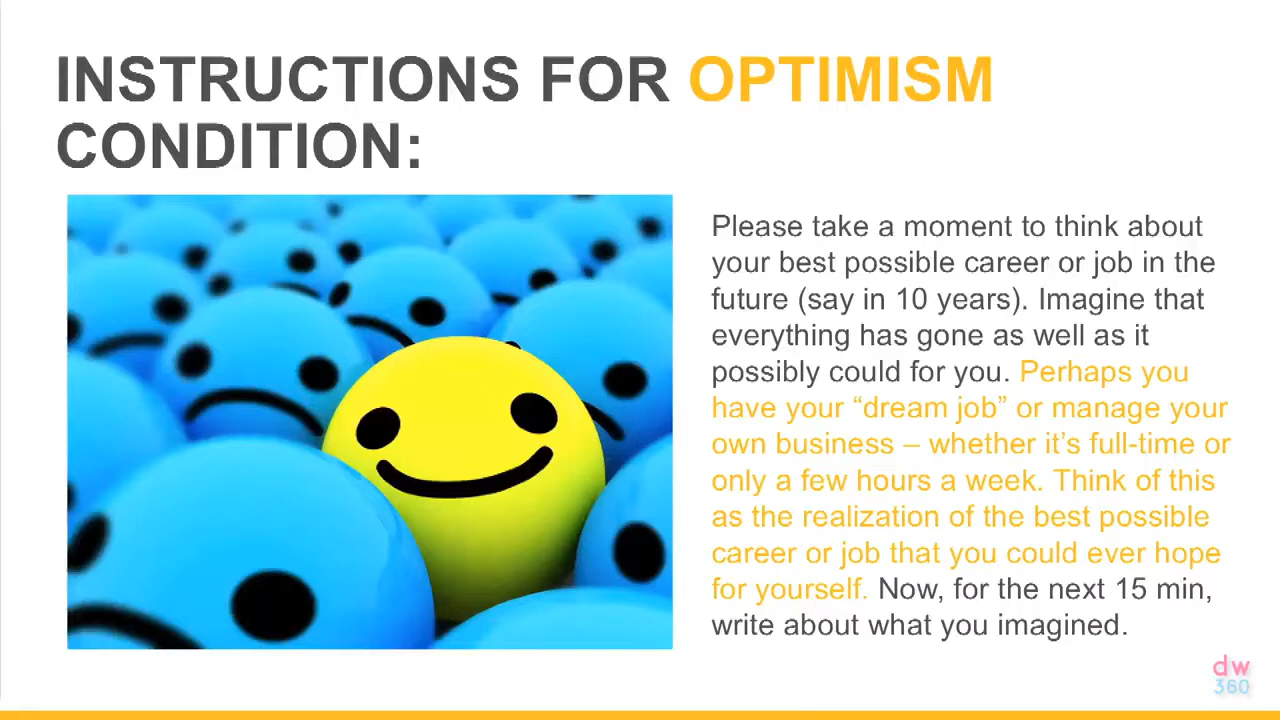 INSTRUCTIONS FOR OPTIMISM
CONDITION:
Please take a moment to think about
your best possible career or job in the
future (say in 10 years). Imagine that
everything has gone as well as it
possibly could for you. Perhaps you
have your “dream job” or manage your
own business – whether it’s full-time or
only a few hours a week. Think of this
as the realization of the best possible
career or job that you could ever hope
for yourself. Now, for the next 15 min,
write about what you imagined.
dw
360